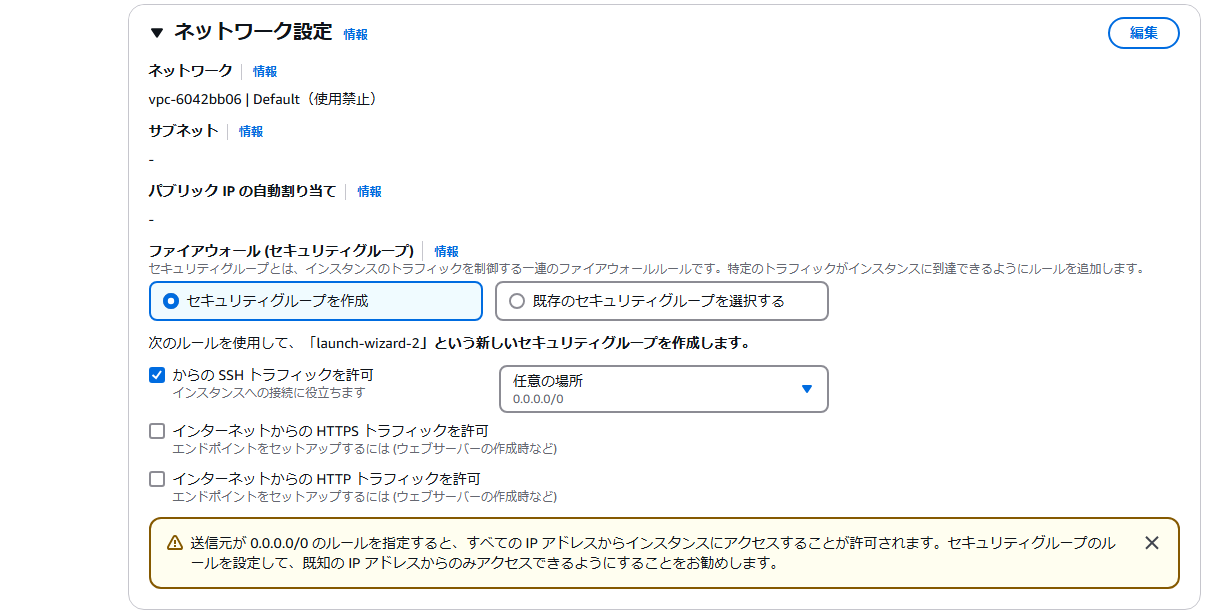 ▼ ネットワーク設定 情報
編集
ネットワーク | 情報
vpc-6042bb06 | Default（使用禁止）
サブネット | 情報
-
パブリック IP の自動割り当て | 情報
-
ファイアウォール (セキュリティグループ) | 情報
セキュリティグループとは、インスタンスのトラフィックを制御する一連のファイアウォールルールです。特定のトラフィックがインスタンスに到達できるようにルールを追加します。
セキュリティグループを作成
既存のセキュリティグループを選択する
次のルールを使用して、「launch-wizard-2」という新しいセキュリティグループを作成します。
からの SSH トラフィックを許可
インスタンスへの接続に役立ちます
任意の場所
0.0.0.0/0
インターネットからの HTTPS トラフィックを許可
エンドポイントをセットアップするには (ウェブサーバーの作成時など)
インターネットからの HTTP トラフィックを許可
エンドポイントをセットアップするには (ウェブサーバーの作成時など)
送信元が 0.0.0.0/0 のルールを指定すると、すべての IP アドレスからインスタンスにアクセスすることが許可されます。セキュリティグループのル
ールを設定して、既知の IP アドレスからのみアクセスできるようにすることをお勧めします。